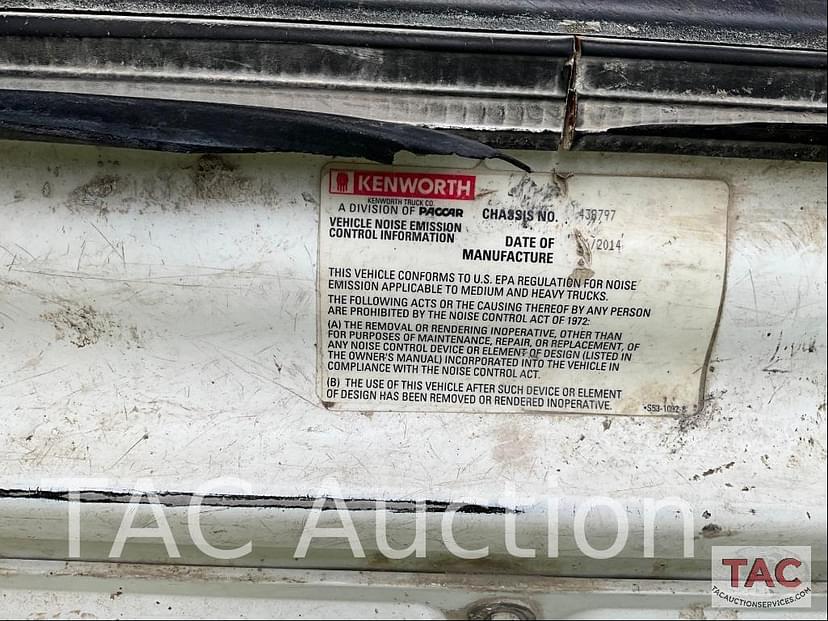 KENWORTH
KENWORTH TRUCK CO.
A DIVISION OF PACCAR
VEHICLE NOISE EMISSION
CONTROL INFORMATION
CHASSIS NO. 438797
DATE OF
MANUFACTURE
/2014
THIS VEHICLE CONFORMS TO U.S. EPA REGULATION FOR NOISE
EMISSION APPLICABLE TO MEDIUM AND HEAVY TRUCKS.
THE FOLLOWING ACTS OR THE CAUSING THEREOF BY ANY PERSON
ARE PROHIBITED BY THE NOISE CONTROL ACT OF 1972:
(A) THE REMOVAL OR RENDERING INOPERATIVE, OTHER THAN
FOR PURPOSES OF MAINTENANCE, REPAIR, OR REPLACEMENT, OF
ANY NOISE CONTROL DEVICE OR ELEMENT OF DESIGN (LISTED IN
THE OWNER'S MANUAL) INCORPORATED INTO THE VEHICLE IN
COMPLIANCE WITH THE NOISE CONTROL ACT.
(B) THE USE OF THIS VEHICLE AFTER SUCH DEVICE OR ELEMENT
OF DESIGN HAS BEEN REMOVED OR RENDERED INOPERATIVE.
TAC Auction
TAC
TACAUCTIONSERVICES.COM